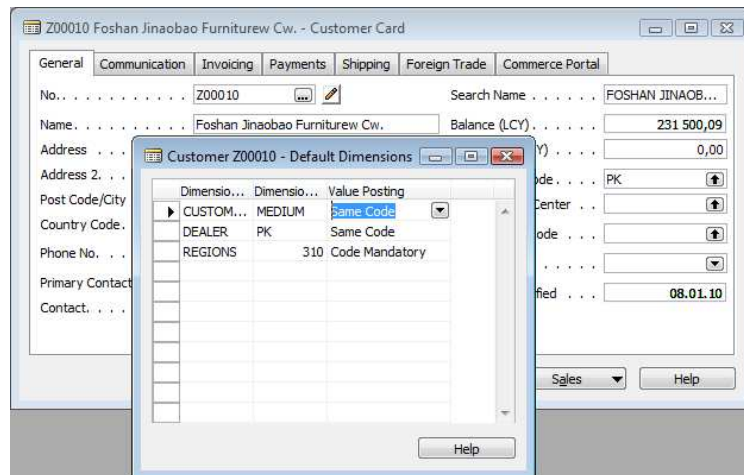 Z00010 Foshan Jinaobao Furniturew Cw. - Customer Card
General Communication Invoicing Payments Shipping Foreign Trade Commerce Portal
No.. . . . . . . . . . . . Z00010 ... Search Name . . . . . . FOSHAN JINAOB...
Name. . . . . . . . . . . Foshan Jinaobao Furniturew Cw. Balance (LCY). . . . . . 231 500,09
Address . . . Customer Z00010 - Default Dimensions Y) . . . . 0,00
Address 2. . . Dimensio... Dimensio... Value Posting ode. . . . PK
Post Code/City CUSTOM... MEDIUM Same Code Center . .
Country Code. DEALER PK Same Code ode . . .
Phone No. . . REGIONS 310 Code Mandatory . . . . .
Primary Contact fied . . . 08.01.10
Contact. . . .
Sales Help
Help